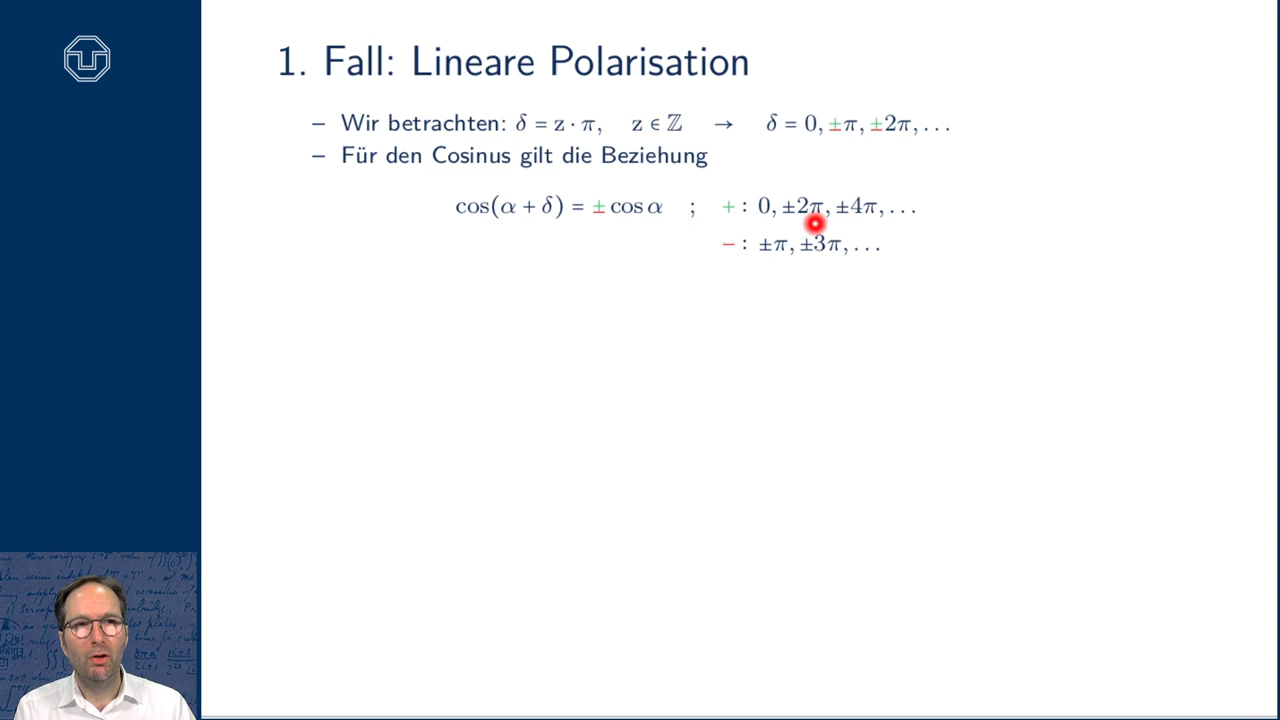 1. Fall: Lineare Polarisation
– Wir betrachten: δ = z · π, z ∈ ℤ → δ = 0, ±π, ±2π, ...
– Für den Cosinus gilt die Beziehung
cos(α + δ) = ± cos α ; + : 0, ±2π, ±4π, ...
− : ±π, ±3π, ...